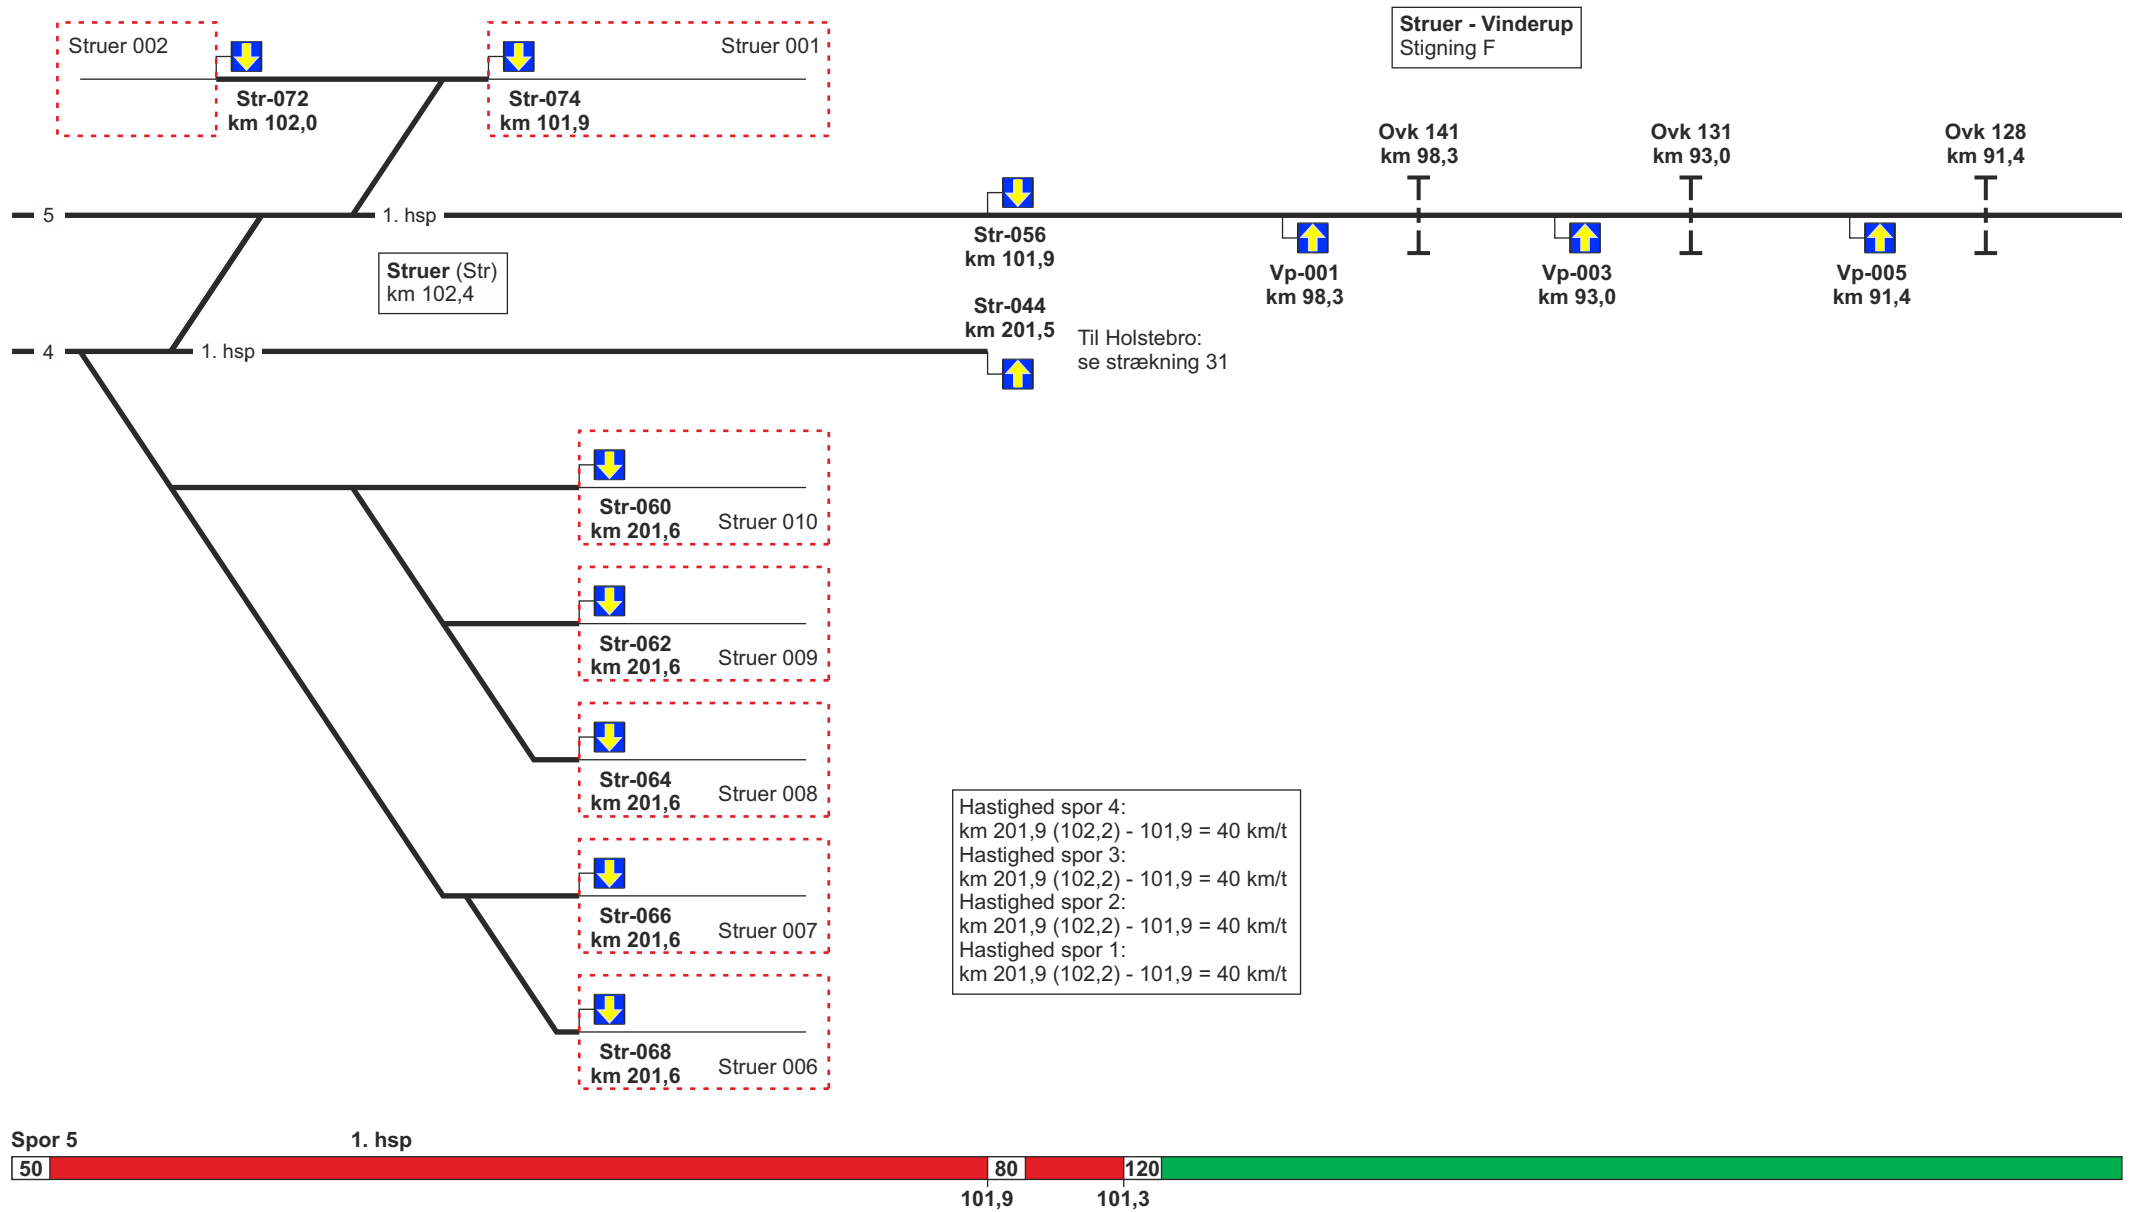 Struer 002
Struer 001
Str-072
km 102,0
Str-074
km 101,9
Struer - Vinderup
Stigning F
Ovk 141
km 98,3
Ovk 131
km 93,0
Ovk 128
km 91,4
5
1. hsp
Str-056
km 101,9
Vp-001
km 98,3
Vp-003
km 93,0
Vp-005
km 91,4
Struer (Str)
km 102,4
Str-044
km 201,5
Til Holstebro:
se strækning 31
4
1. hsp
Str-060
km 201,6
Struer 010
Str-062
km 201,6
Struer 009
Str-064
km 201,6
Struer 008
Str-066
km 201,6
Struer 007
Str-068
km 201,6
Struer 006
Hastighed spor 4:
km 201,9 (102,2) - 101,9 = 40 km/t
Hastighed spor 3:
km 201,9 (102,2) - 101,9 = 40 km/t
Hastighed spor 2:
km 201,9 (102,2) - 101,9 = 40 km/t
Hastighed spor 1:
km 201,9 (102,2) - 101,9 = 40 km/t
Spor 5
1. hsp
50
80
120
101,9
101,3